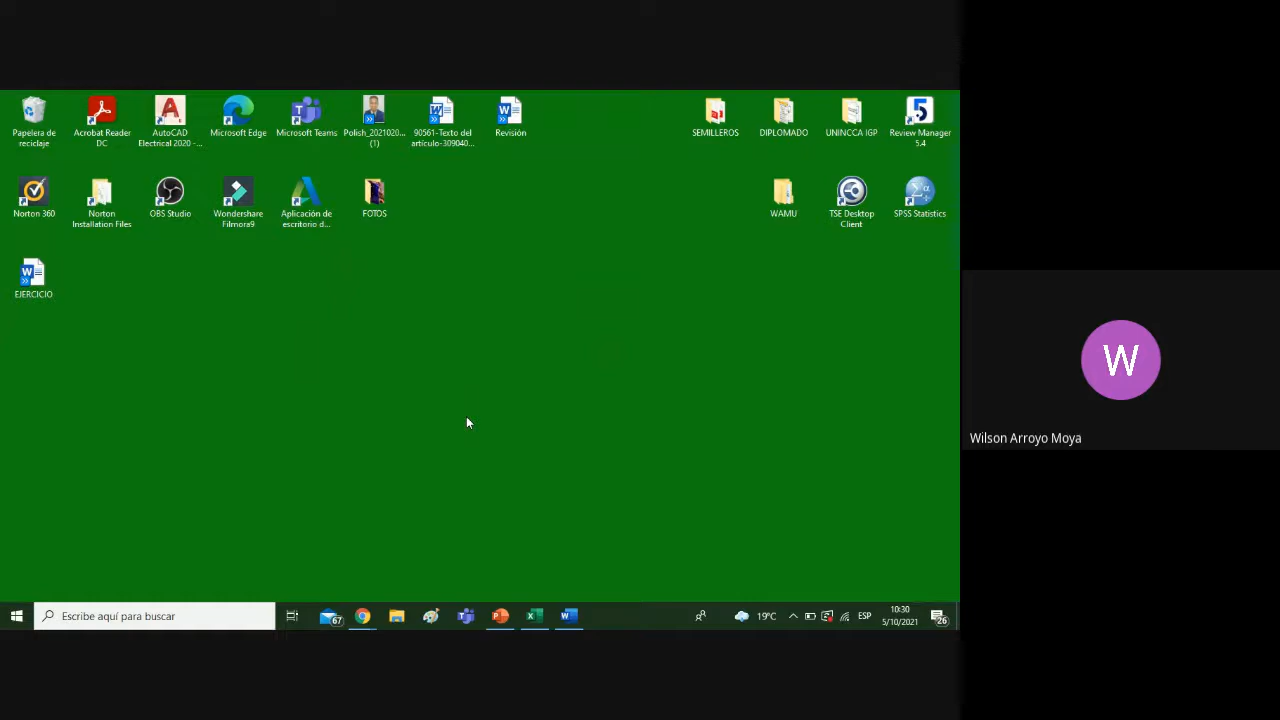 Papelera de
reciclaje
Acrobat Reader
DC
AutoCAD
Electrical 2020 -...
Microsoft Edge
Microsoft Teams
Polish_2021020...
(1)
90561-Texto del
artículo-309040...
Revisión
SEMILLEROS
DIPLOMADO
UNINCCA IGP
Review Manager
5.4
Norton 360
Norton
Installation Files
OBS Studio
Wondershare
Filmora9
Aplicación de
escritorio d...
FOTOS
WAMU
TSE Desktop
Client
SPSS Statistics
EJERCICIO
W
Wilson Arroyo Moya
Escribe aquí para buscar
67
19°C
ESP
10:30
5/10/2021
26